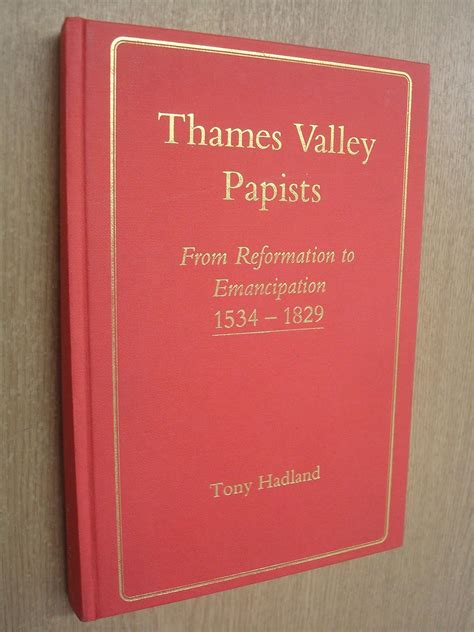 Thames Valley
Papists
From Reformation to
Emancipation
1534 – 1829
Tony Hadland